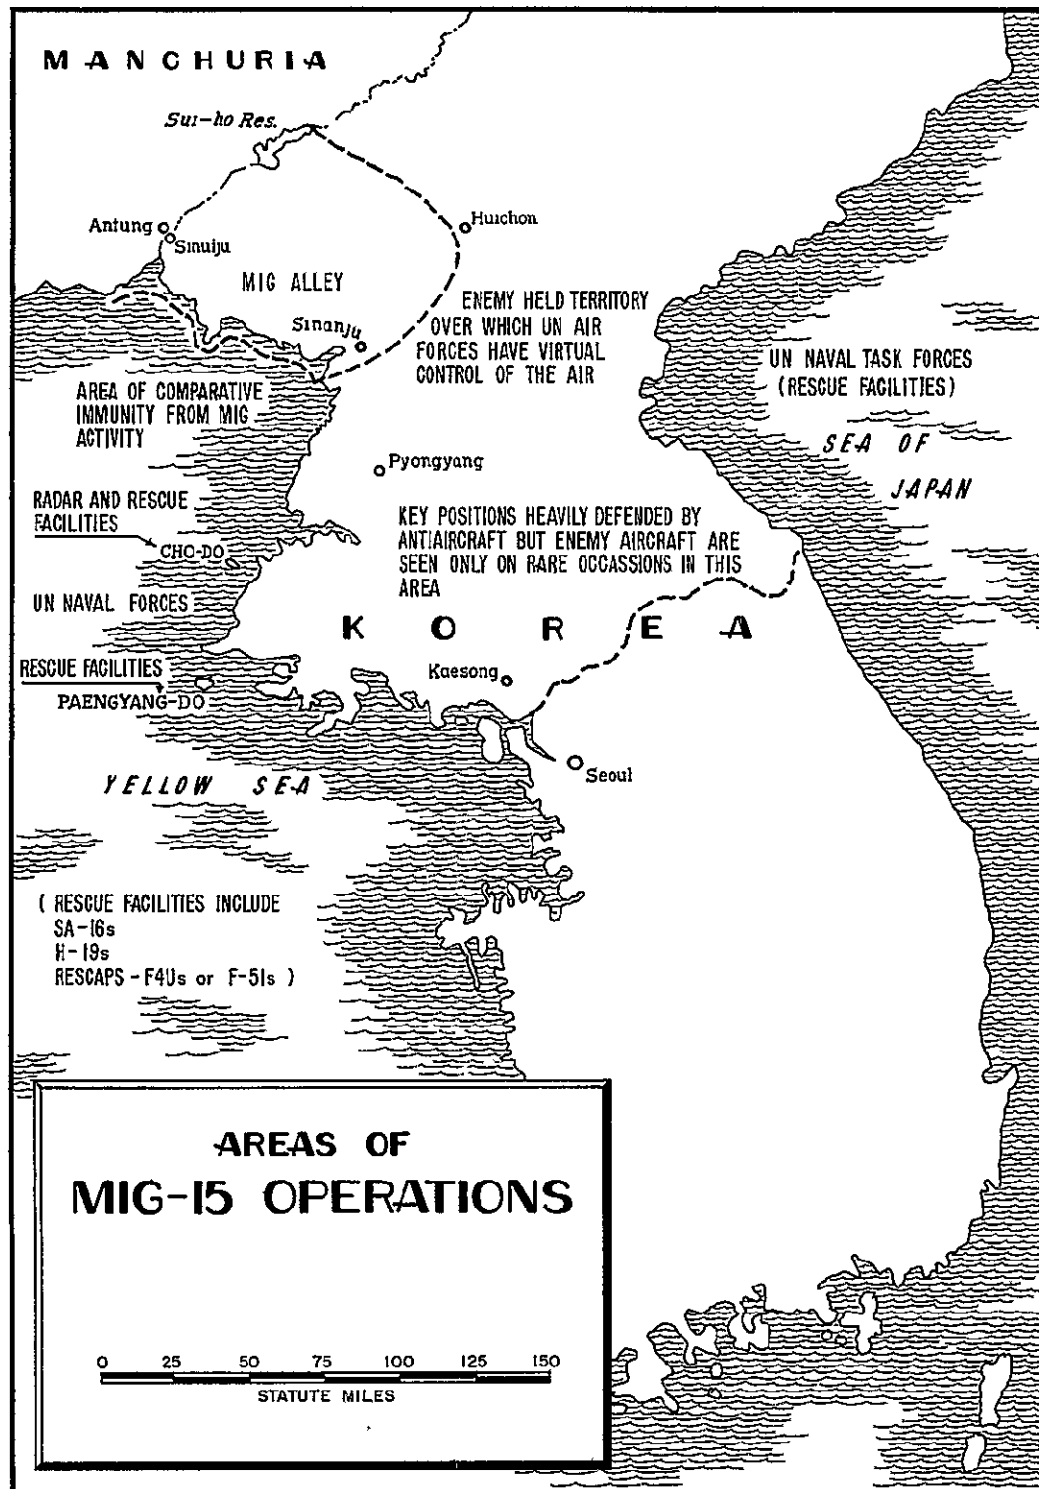 MANCHURIA
Sui-ho Res.
Antung
Sinuiju
Huichon
MIG ALLEY
Sinanju
ENEMY HELD TERRITORY
OVER WHICH UN AIR
FORCES HAVE VIRTUAL
CONTROL OF THE AIR
UN NAVAL TASK FORCES
(RESCUE FACILITIES)
AREA OF COMPARATIVE
IMMUNITY FROM MIG
ACTIVITY
SEA OF
JAPAN
Pyongyang
RADAR AND RESCUE
FACILITIES
CHO-DO
KEY POSITIONS HEAVILY DEFENDED BY
ANTIAIRCRAFT BUT ENEMY AIRCRAFT ARE
SEEN ONLY ON RARE OCCASSIONS IN THIS
AREA
UN NAVAL FORCES
KOREA
RESCUE FACILITIES
PAENGYANG-DO
Kaesong
Seoul
YELLOW SEA
( RESCUE FACILITIES INCLUDE
SA-16s
H-19s
RESCAPS - F4Us or F-51s )
AREAS OF
MIG-15 OPERATIONS
0 25 50 75 100 125 150
STATUTE MILES